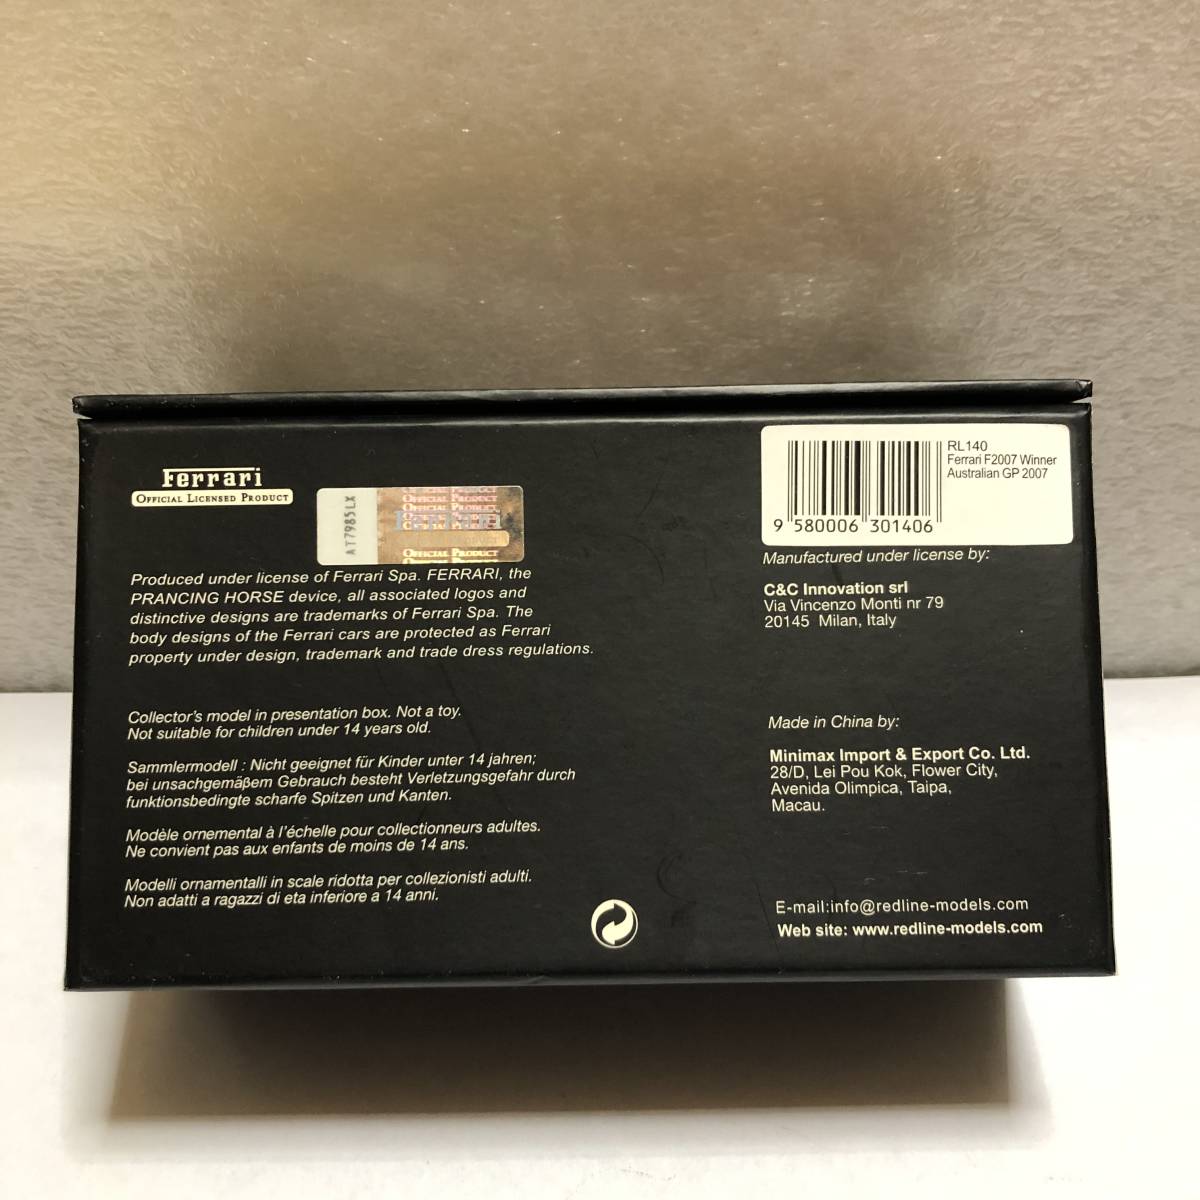 Ferrari
OFFICIAL LICENSED PRODUCT
AT7985LX
OFFICIAL PRODUCT
OFFICIAL PRODUCT
Ferrari
OFFICIAL PRODUCT
Produced under license of Ferrari Spa. FERRARI, the
PRANCING HORSE device, all associated logos and
distinctive designs are trademarks of Ferrari Spa. The
body designs of the Ferrari cars are protected as Ferrari
property under design, trademark and trade dress regulations.
Collector's model in presentation box. Not a toy.
Not suitable for children under 14 years old.
Sammlermodell : Nicht geeignet für Kinder unter 14 jahren;
bei unsachgemäβem Gebrauch besteht Verletzungsgefahr durch
funktionsbedingte scharfe Spitzen und Kanten.
Modèle ornemental à l'échelle pour collectionneurs adultes.
Ne convient pas aux enfants de moins de 14 ans.
Modelli ornamentalli in scale ridotta per collezionisti adulti.
Non adatti a ragazzi di eta inferiore a 14 anni.
RL140
Ferrari F2007 Winner
Australian GP 2007
9 580006 301406
Manufactured under license by:
C&C Innovation srl
Via Vincenzo Monti nr 79
20145 Milan, Italy
Made in China by:
Minimax Import & Export Co. Ltd.
28/D, Lei Pou Kok, Flower City,
Avenida Olimpica, Taipa,
Macau.
E-mail:info@redline-models.com
Web site: www.redline-models.com